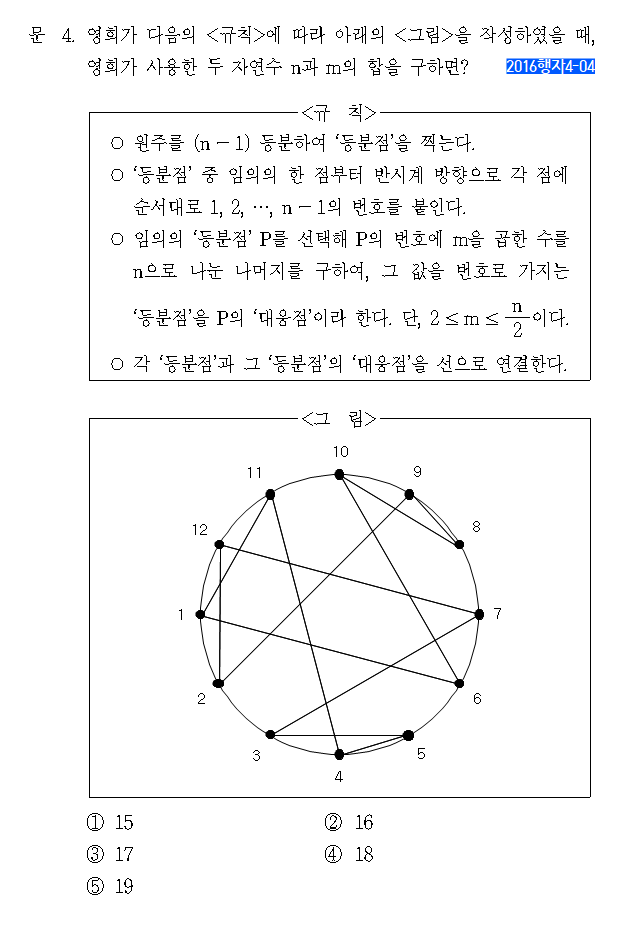 문 4. 영희가 다음의 <규칙>에 따라 아래의 <그림>을 작성하였을 때,
영희가 사용한 두 자연수 n과 m의 합을 구하면? 2016행자4-04
<규 칙>
○ 원주를 (n − 1) 등분하여 ‘등분점’을 찍는다.
○ ‘등분점’ 중 임의의 한 점부터 반시계 방향으로 각 점에
순서대로 1, 2, …, n − 1의 번호를 붙인다.
○ 임의의 ‘등분점’ P를 선택해 P의 번호에 m을 곱한 수를
n으로 나눈 나머지를 구하여, 그 값을 번호로 가지는
‘등분점’을 P의 ‘대응점’이라 한다. 단, 2 ≤ m ≤ n/2 이다.
○ 각 ‘등분점’과 그 ‘등분점’의 ‘대응점’을 선으로 연결한다.
<그 림>
10
11
9
12
8
1
7
2
6
3
5
4
① 15
② 16
③ 17
④ 18
⑤ 19